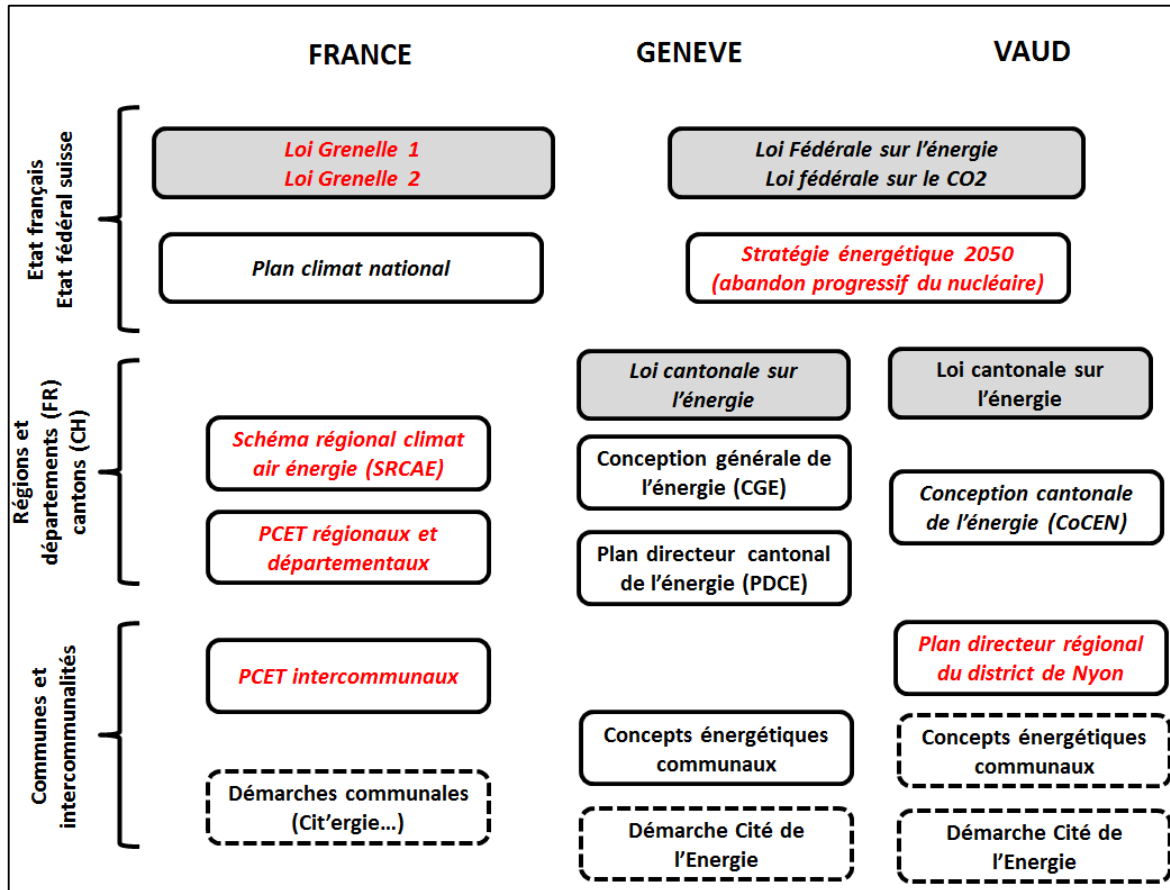 FRANCE
GENEVE
VAUD
Etat français
Etat fédéral suisse
Loi Grenelle 1
Loi Grenelle 2
Loi Fédérale sur l'énergie
Loi fédérale sur le CO2
Plan climat national
Stratégie énergétique 2050
(abandon progressif du nucléaire)
Régions et
départements (FR)
cantons (CH)
Schéma régional climat
air énergie (SRCAE)
PCET régionaux et
départementaux
Loi cantonale sur
l'énergie
Conception générale de
l'énergie (CGE)
Plan directeur cantonal
de l'énergie (PDCE)
Loi cantonale sur
l'énergie
Conception cantonale
de l'énergie (CoCEN)
Communes et
intercommunalités
PCET intercommunaux
Démarches communales
(Cit'ergie…)
Concepts énergétiques
communaux
Démarche Cité de
l'Energie
Plan directeur régional
du district de Nyon
Concepts énergétiques
communaux
Démarche Cité de
l'Energie